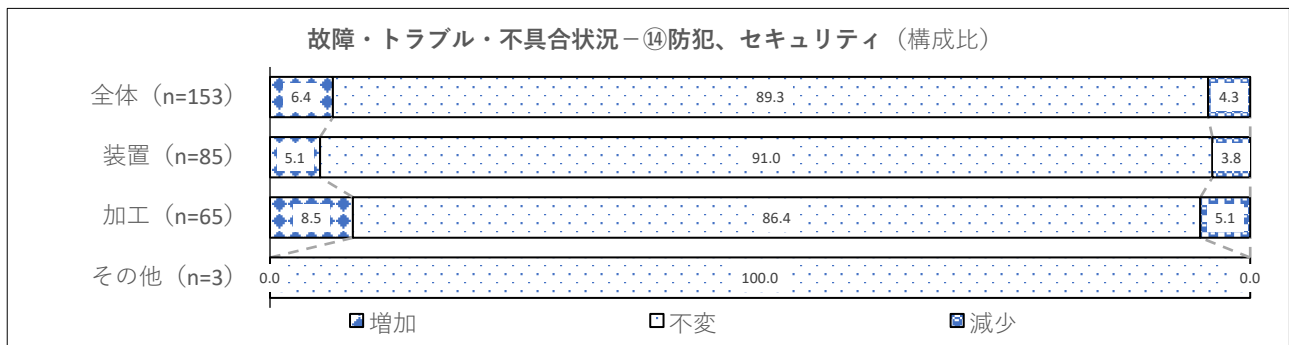 故障・トラブル・不具合状況－⑭防犯、セキュリティ（構成比）
全体（n=153） 6.4 89.3 4.3
装置（n=85） 5.1 91.0 3.8
加工（n=65） 8.5 86.4 5.1
その他（n=3） 0.0 100.0 0.0
増加 不変 減少